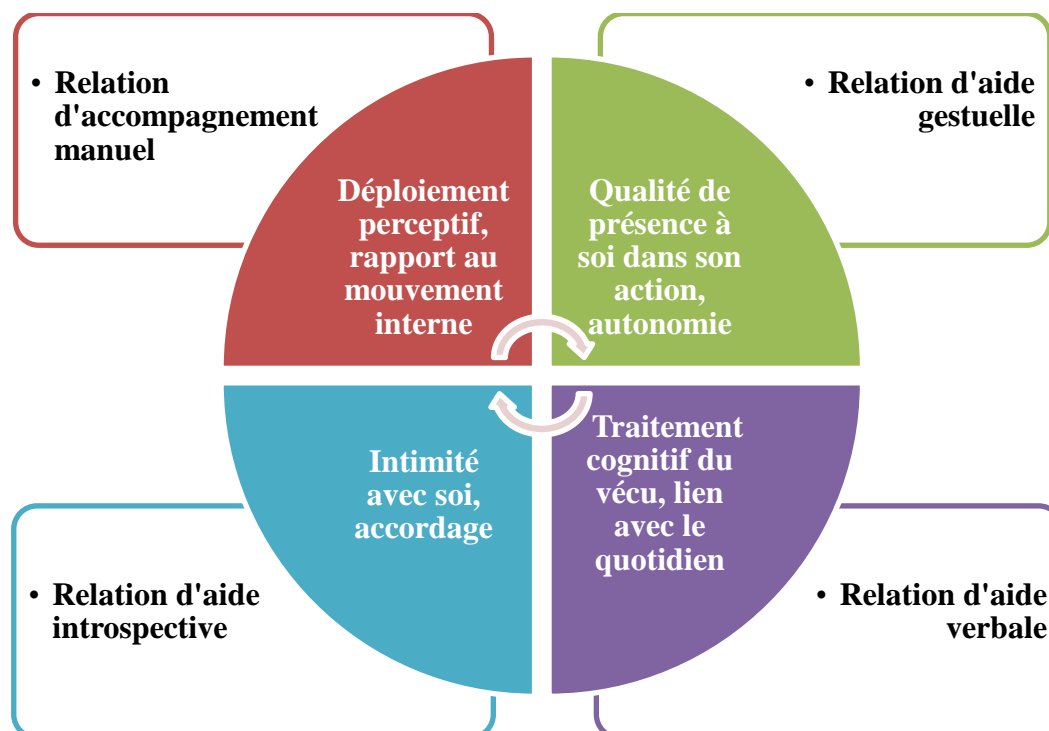 • Relation
d'accompagnement
manuel
• Relation d'aide
gestuelle
Déploiement
perceptif,
rapport au
mouvement
interne
Qualité de
présence à
soi dans son
action,
autonomie
Intimité
avec soi,
accordage
Traitement
cognitif du
vécu, lien
avec le
quotidien
• Relation d'aide
introspective
• Relation d'aide
verbale